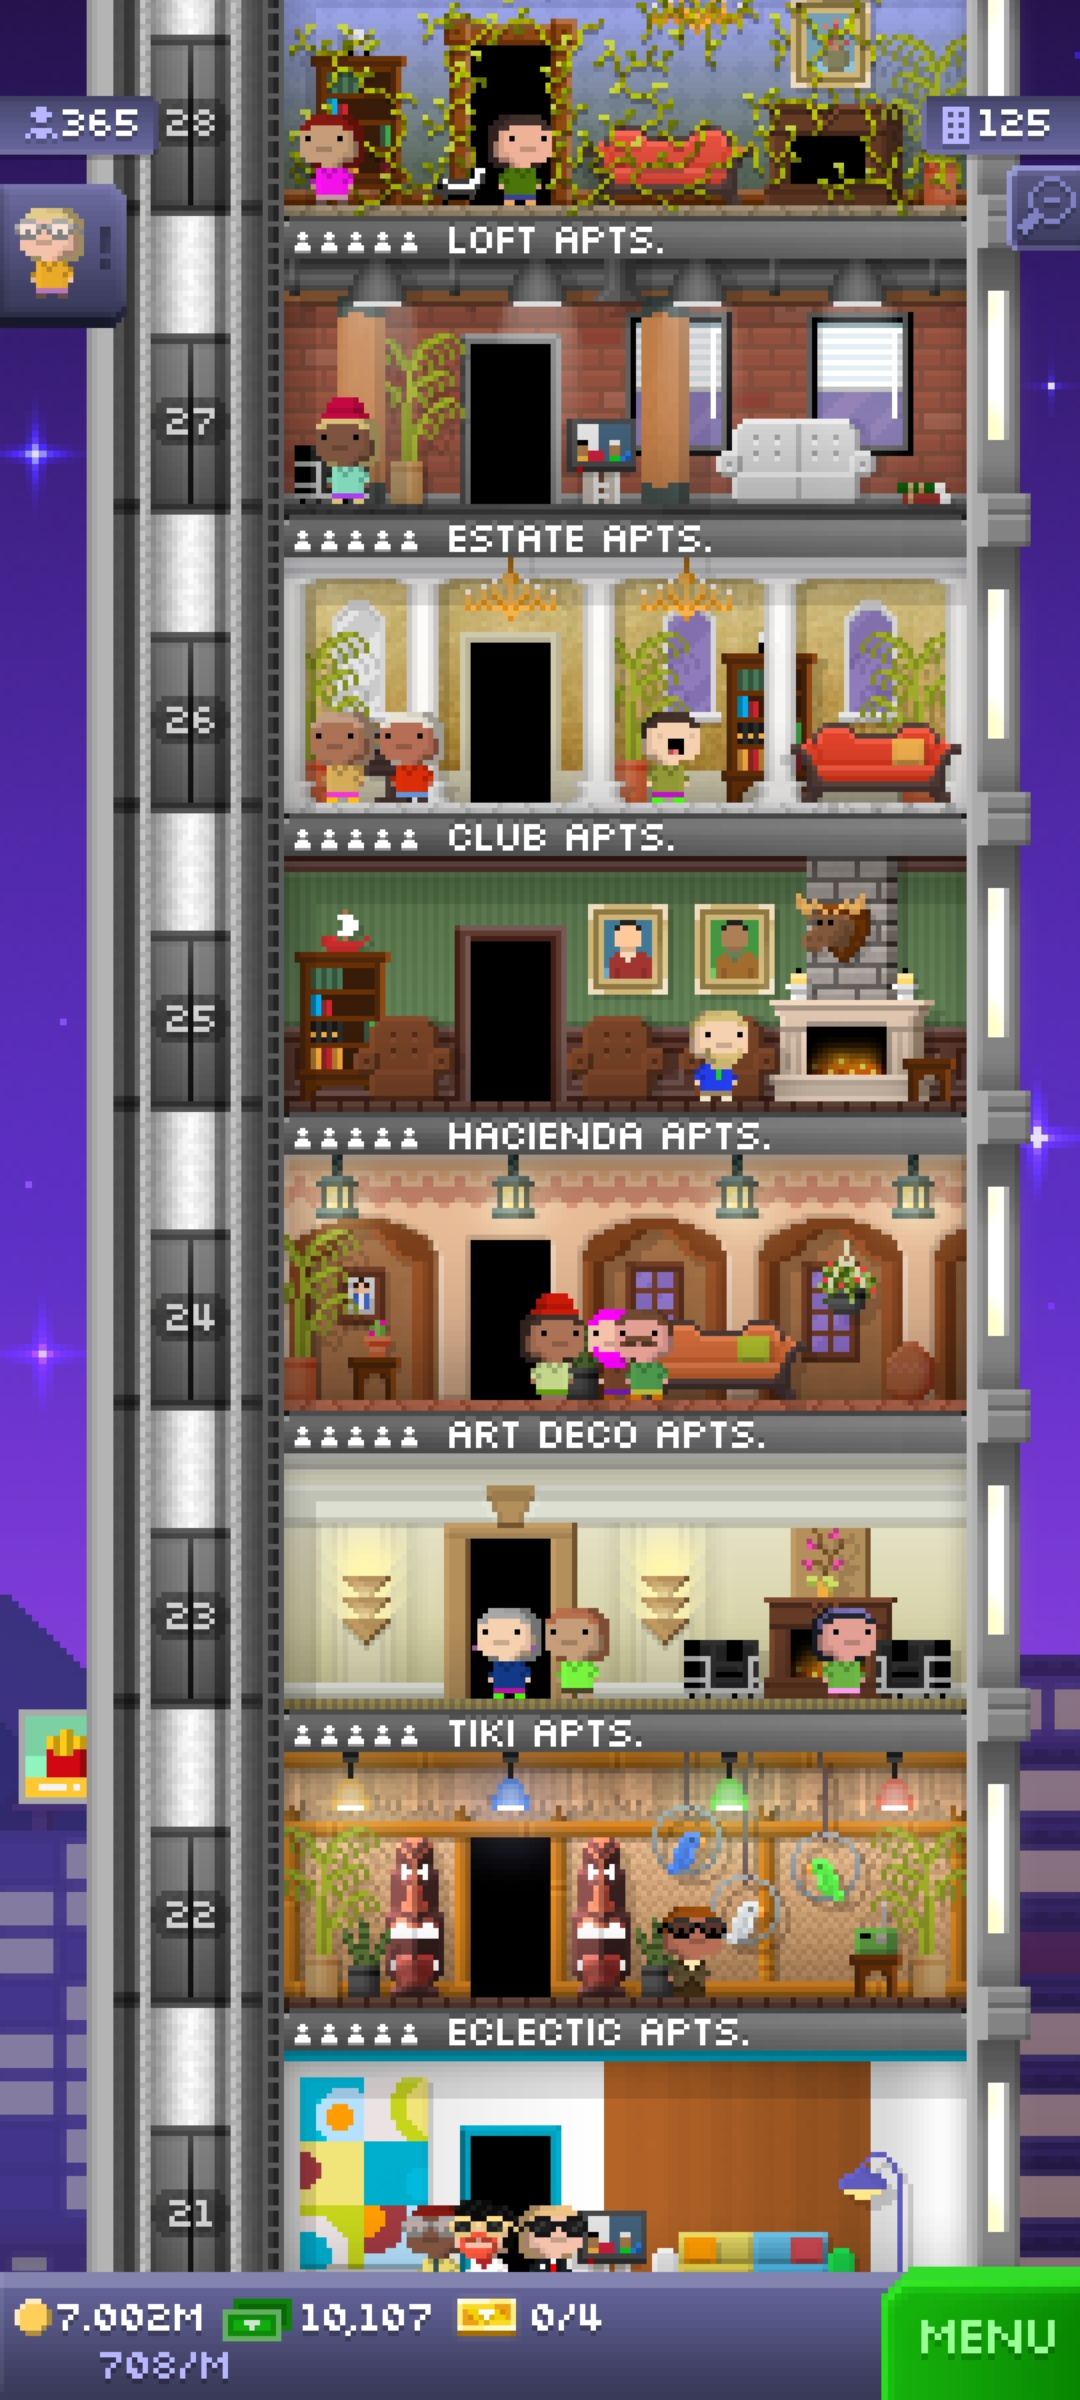 365
28
125
!
LOFT APTS.
27
ESTATE APTS.
26
CLUB APTS.
25
HACIENDA APTS.
24
ART DECO APTS.
23
TIKI APTS.
22
ECLECTIC APTS.
21
7.002M 10,107 0/4
708/M
MENU